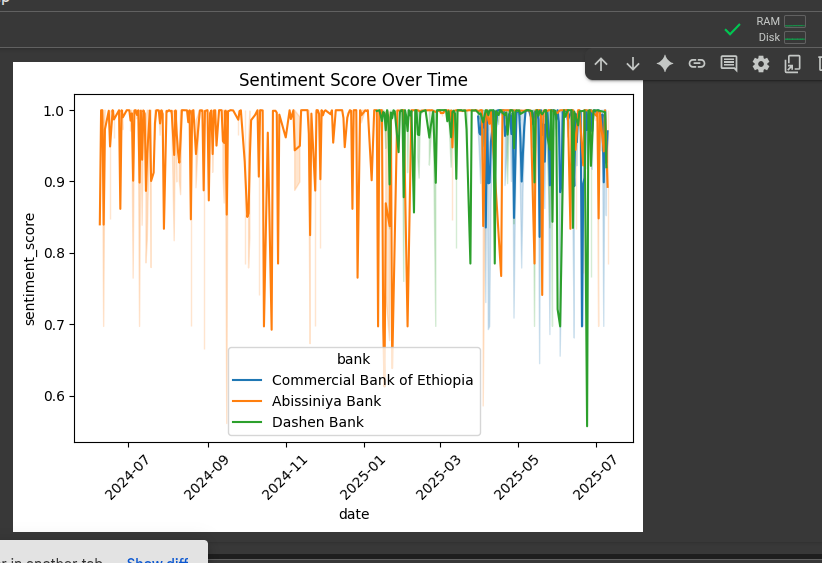 RAM
Disk
Sentiment Score Over Time
1.0
0.9
0.8
0.7
0.6
sentiment_score
bank
Commercial Bank of Ethiopia
Abissiniya Bank
Dashen Bank
2024-07
2024-09
2024-11
2025-01
2025-03
2025-05
2025-07
date
in another tab
Show diff